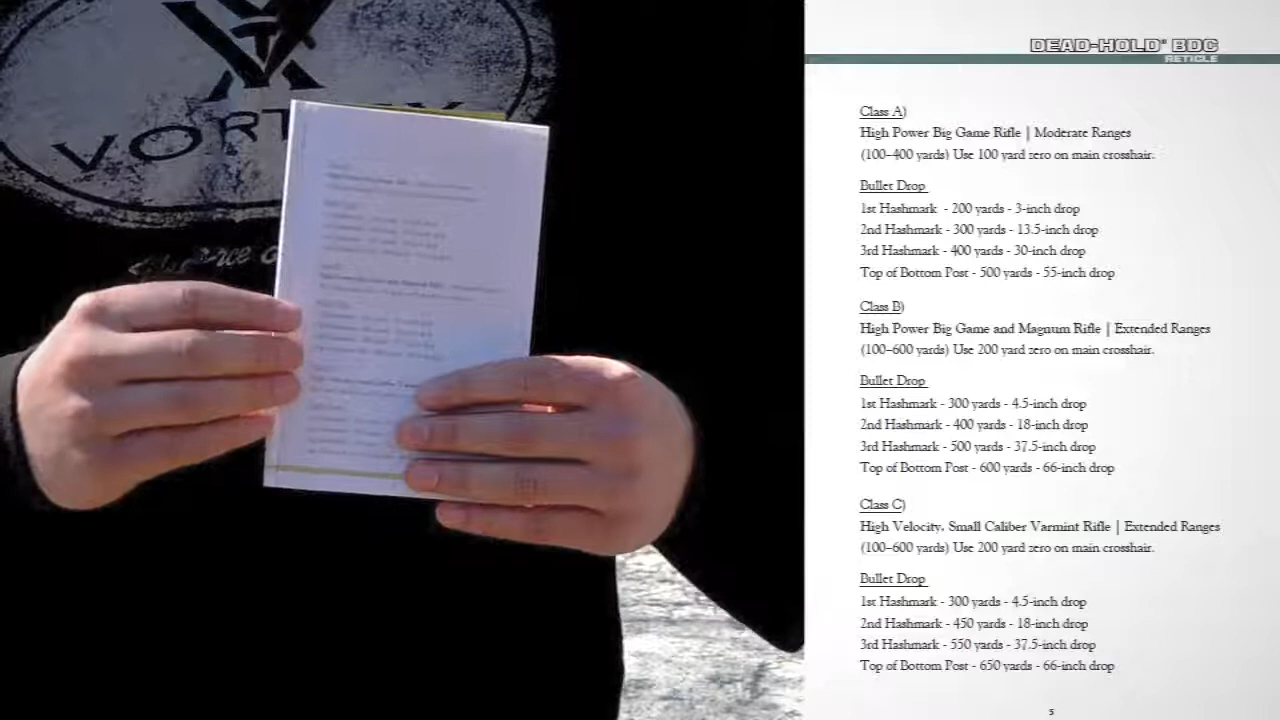 VORTEX
DEAD-HOLD® BDC
RETICLE
Class A)
High Power Big Game Rifle | Moderate Ranges
(100–400 yards) Use 100 yard zero on main crosshair.
Bullet Drop
1st Hashmark - 200 yards - 3-inch drop
2nd Hashmark - 300 yards - 13.5-inch drop
3rd Hashmark - 400 yards - 30-inch drop
Top of Bottom Post - 500 yards - 55-inch drop
Class B)
High Power Big Game and Magnum Rifle | Extended Ranges
(100–600 yards) Use 200 yard zero on main crosshair.
Bullet Drop
1st Hashmark - 300 yards - 4.5-inch drop
2nd Hashmark - 400 yards - 18-inch drop
3rd Hashmark - 500 yards - 37.5-inch drop
Top of Bottom Post - 600 yards - 66-inch drop
Class C)
High Velocity, Small Caliber Varmint Rifle | Extended Ranges
(100–600 yards) Use 200 yard zero on main crosshair.
Bullet Drop
1st Hashmark - 300 yards - 4.5-inch drop
2nd Hashmark - 450 yards - 18-inch drop
3rd Hashmark - 550 yards - 37.5-inch drop
Top of Bottom Post - 650 yards - 66-inch drop
5